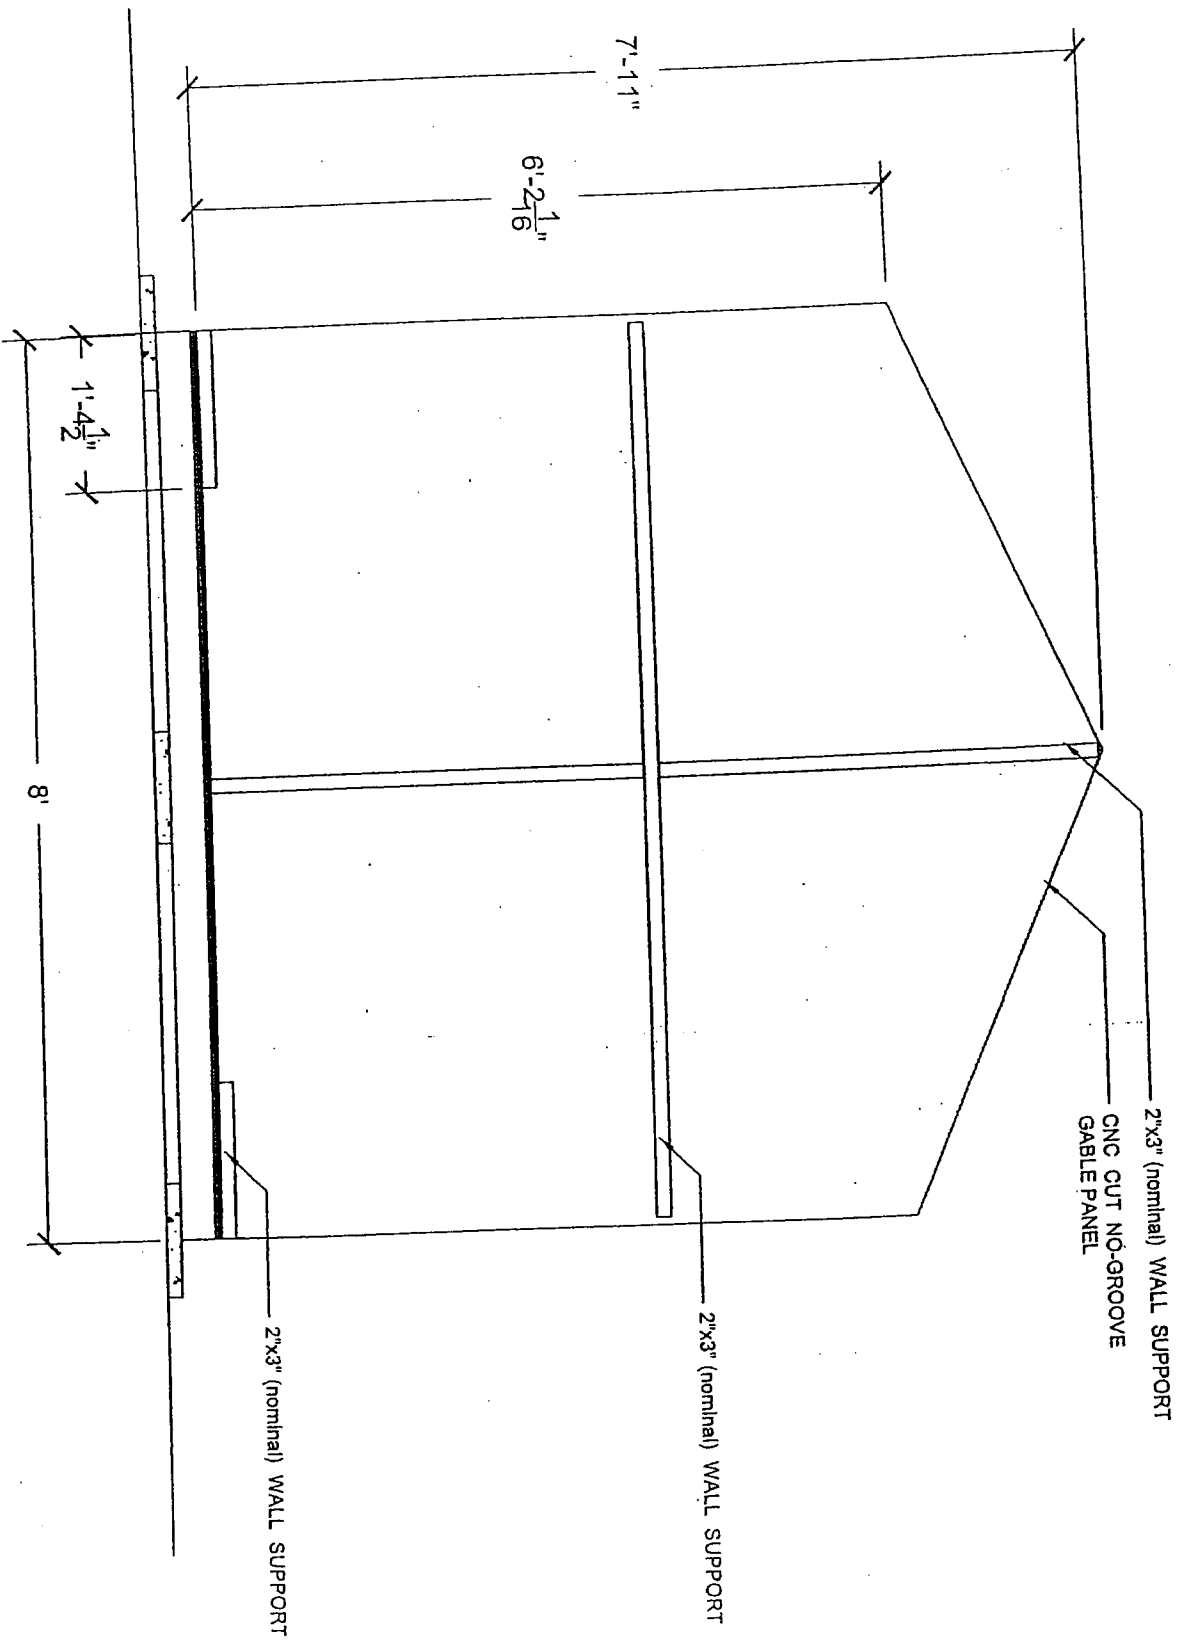 2"x3" (nominal) WALL SUPPORT
CNC CUT NO-GROOVE
GABLE PANEL
7'-11"
6'-2 1/16"
2"x3" (nominal) WALL SUPPORT
2"x3" (nominal) WALL SUPPORT
1'-4 1/2"
8'